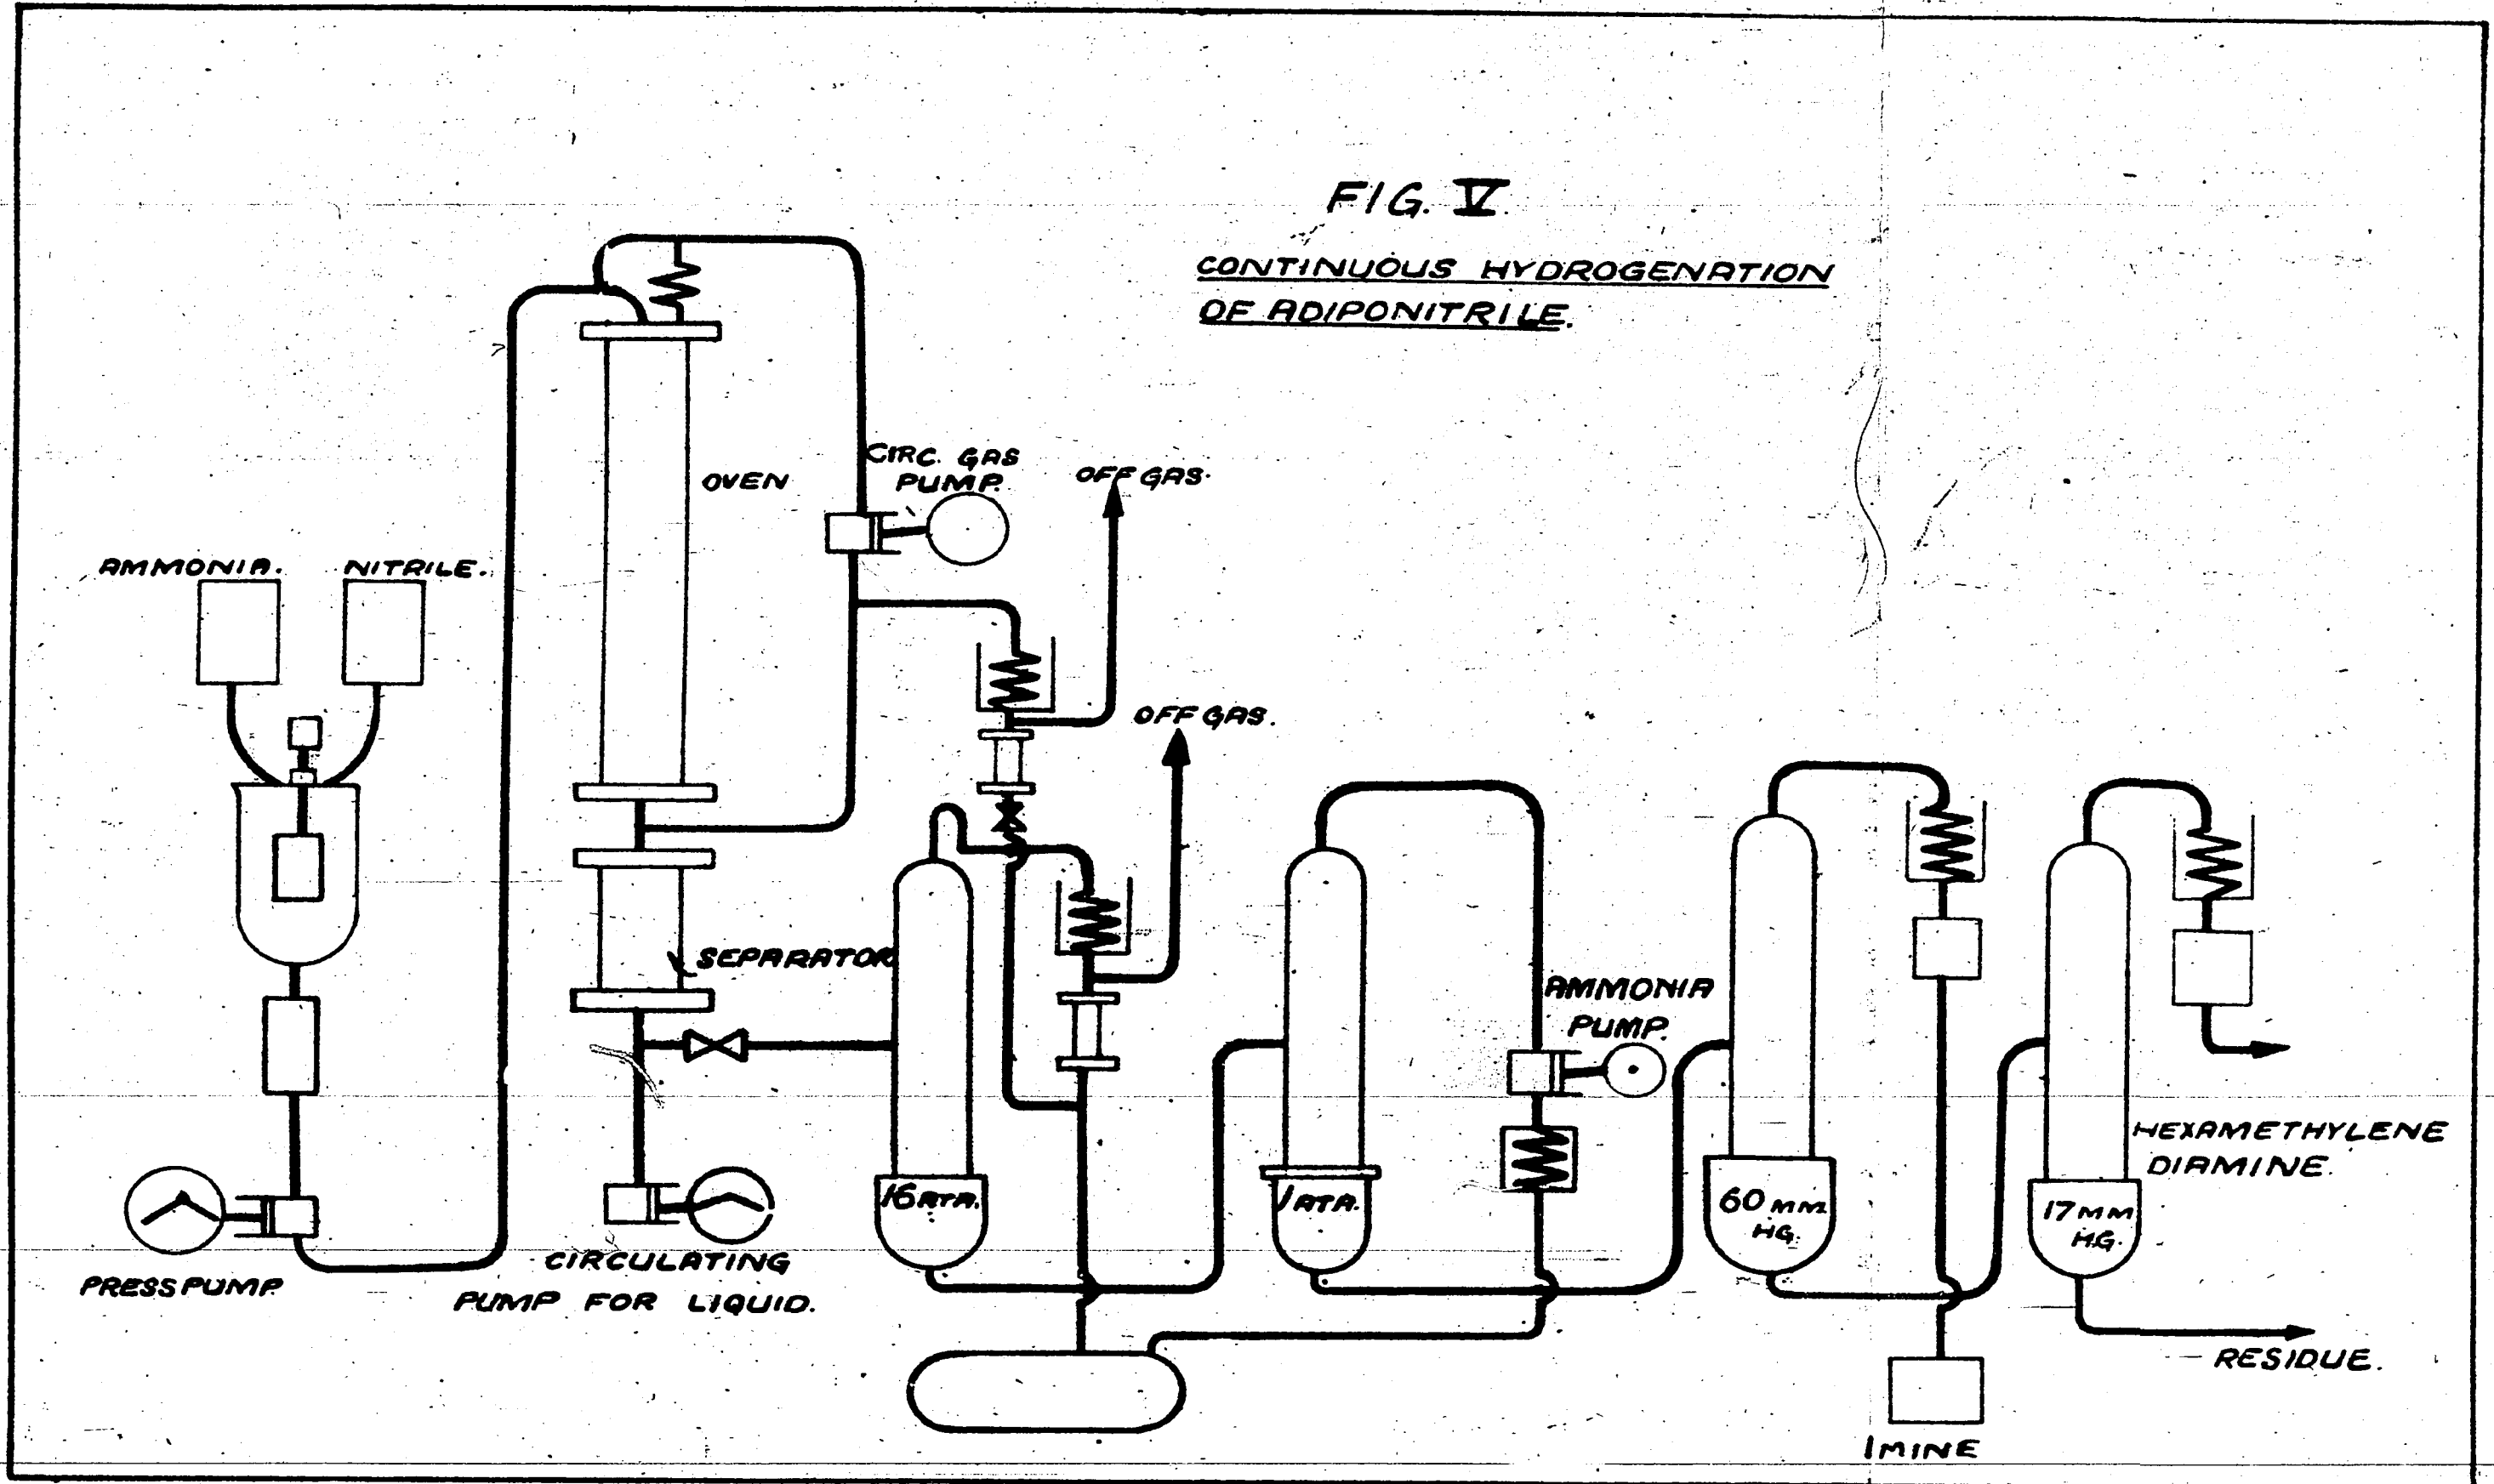 FIG. V.
CONTINUOUS HYDROGENATION
OF ADIPONITRILE.
CIRC. GAS
PUMP.
OFF GAS.
OVEN
AMMONIA.
NITRILE.
OFF GAS.
SEPARATOR
AMMONIA
PUMP.
HEXAMETHYLENE
DIAMINE.
16 ATA.
1 ATA.
60 MM.
HG.
17 MM
HG.
PRESS PUMP.
CIRCULATING
PUMP FOR LIQUID.
RESIDUE.
IMINE